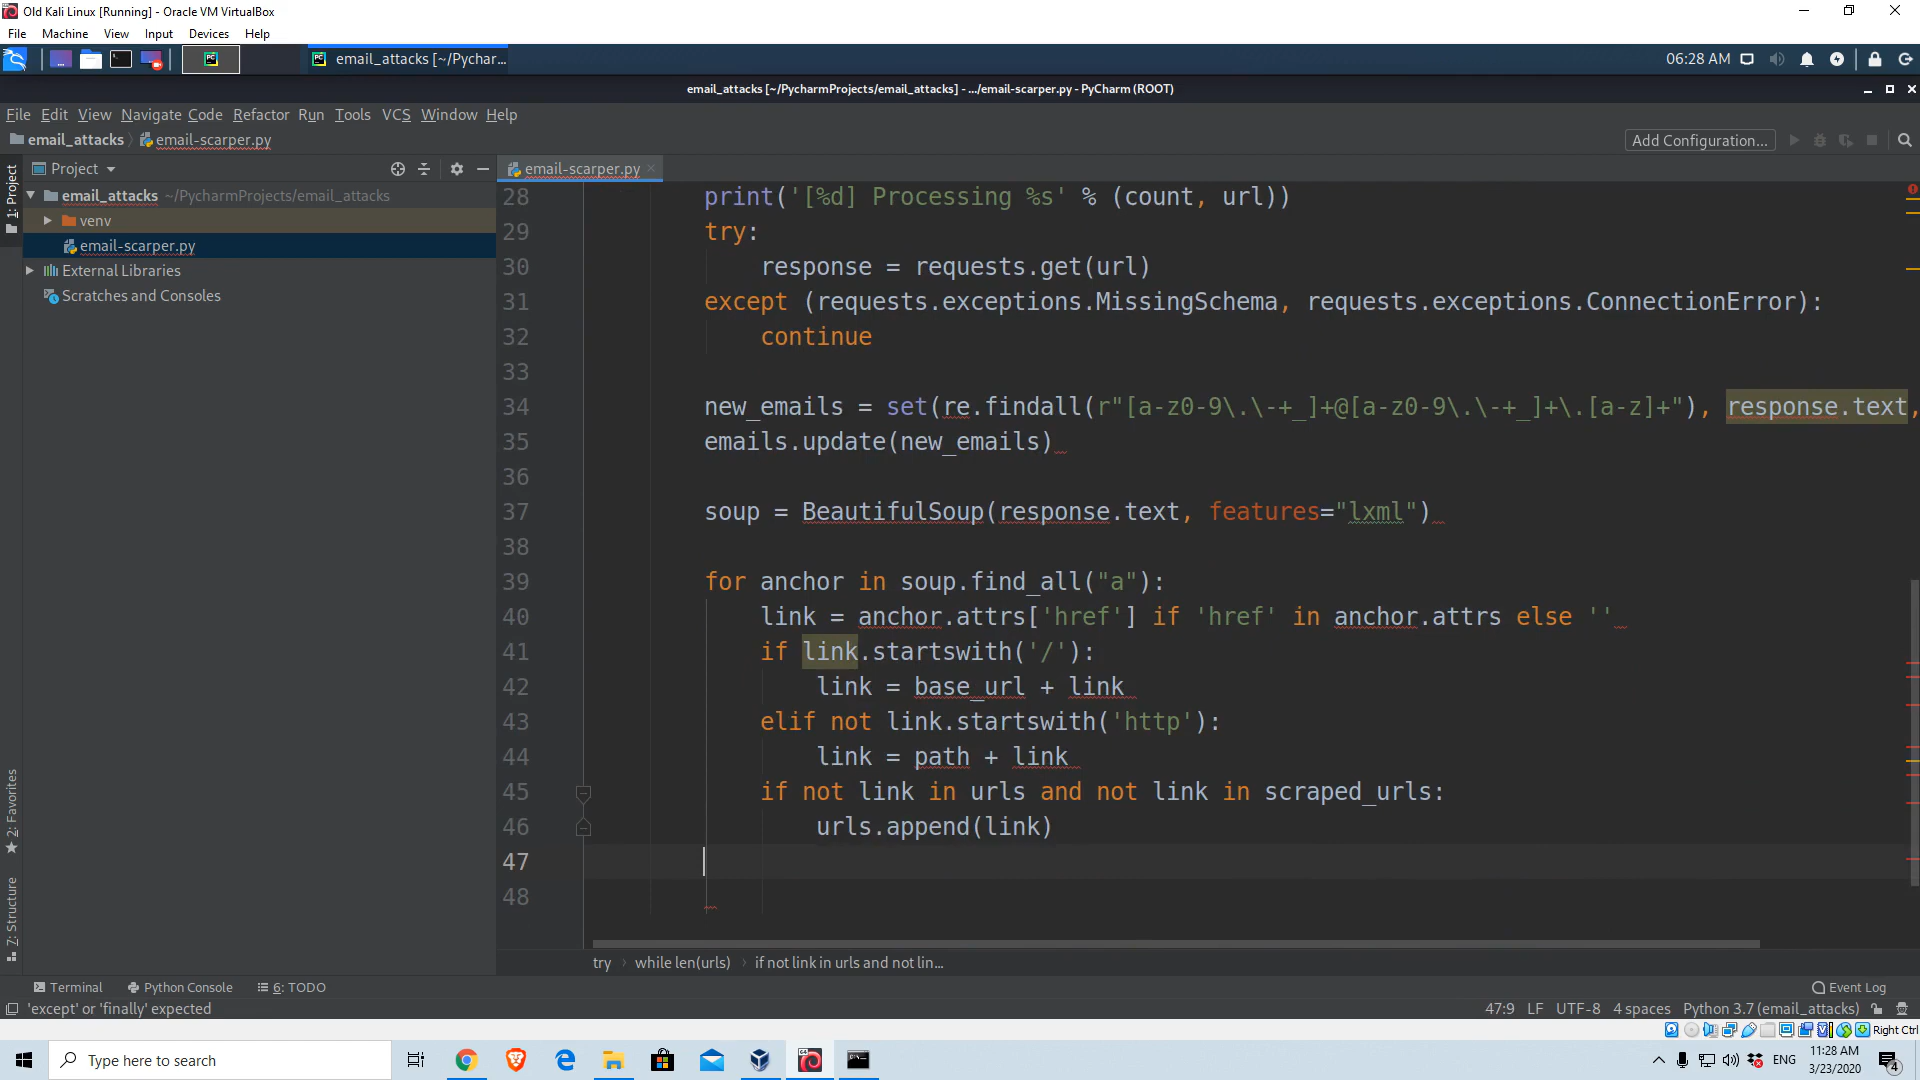 Old Kali Linux [Running] - Oracle VM VirtualBox
File Machine View Input Devices Help
email_attacks [~/Pychar...
06:28 AM
email_attacks [~/PycharmProjects/email_attacks] - .../email-scarper.py - PyCharm (ROOT)
File Edit View Navigate Code Refactor Run Tools VCS Window Help
email_attacks email-scarper.py
Add Configuration...
1: Project
Project
email-scarper.py
email_attacks ~/PycharmProjects/email_attacks
venv
email-scarper.py
External Libraries
Scratches and Consoles
28 print('[%d] Processing %s' % (count, url))
29 try:
30 response = requests.get(url)
31 except (requests.exceptions.MissingSchema, requests.exceptions.ConnectionError):
32 continue
33
34 new_emails = set(re.findall(r"[a-z0-9\.\-+_]+@[a-z0-9\.\-+_]+\.[a-z]+"), response.text,
35 emails.update(new_emails)
36
37 soup = BeautifulSoup(response.text, features="lxml")
38
39 for anchor in soup.find_all("a"):
40 link = anchor.attrs['href'] if 'href' in anchor.attrs else ''
41 if link.startswith('/'):
42 link = base_url + link
43 elif not link.startswith('http'):
44 link = path + link
45 if not link in urls and not link in scraped_urls:
46 urls.append(link)
47
48
2: Favorites
7: Structure
try while len(urls) if not link in urls and not lin...
Terminal Python Console 6: TODO Event Log
'except' or 'finally' expected
47:9 LF UTF-8 4 spaces Python 3.7 (email_attacks)
Right Ctrl
Type here to search
ENG
11:28 AM
3/23/2020
4